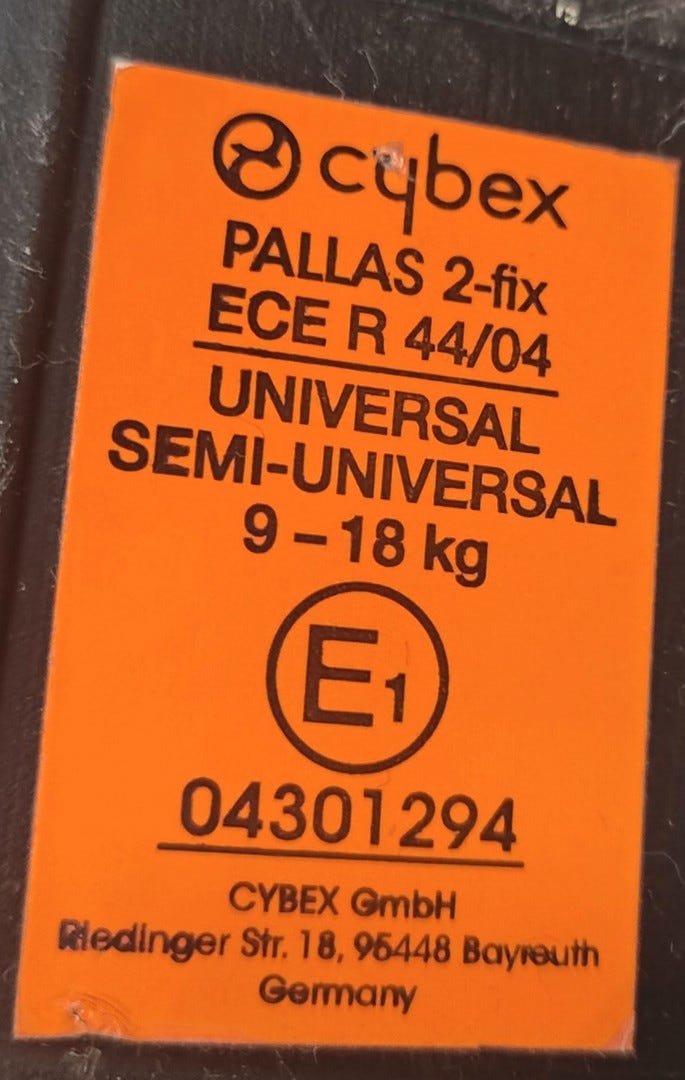 cybex
PALLAS 2-fix
ECE R 44/04
UNIVERSAL
SEMI-UNIVERSAL
9 – 18 kg
E1
04301294
CYBEX GmbH
Riedinger Str. 18, 95448 Bayreuth
Germany